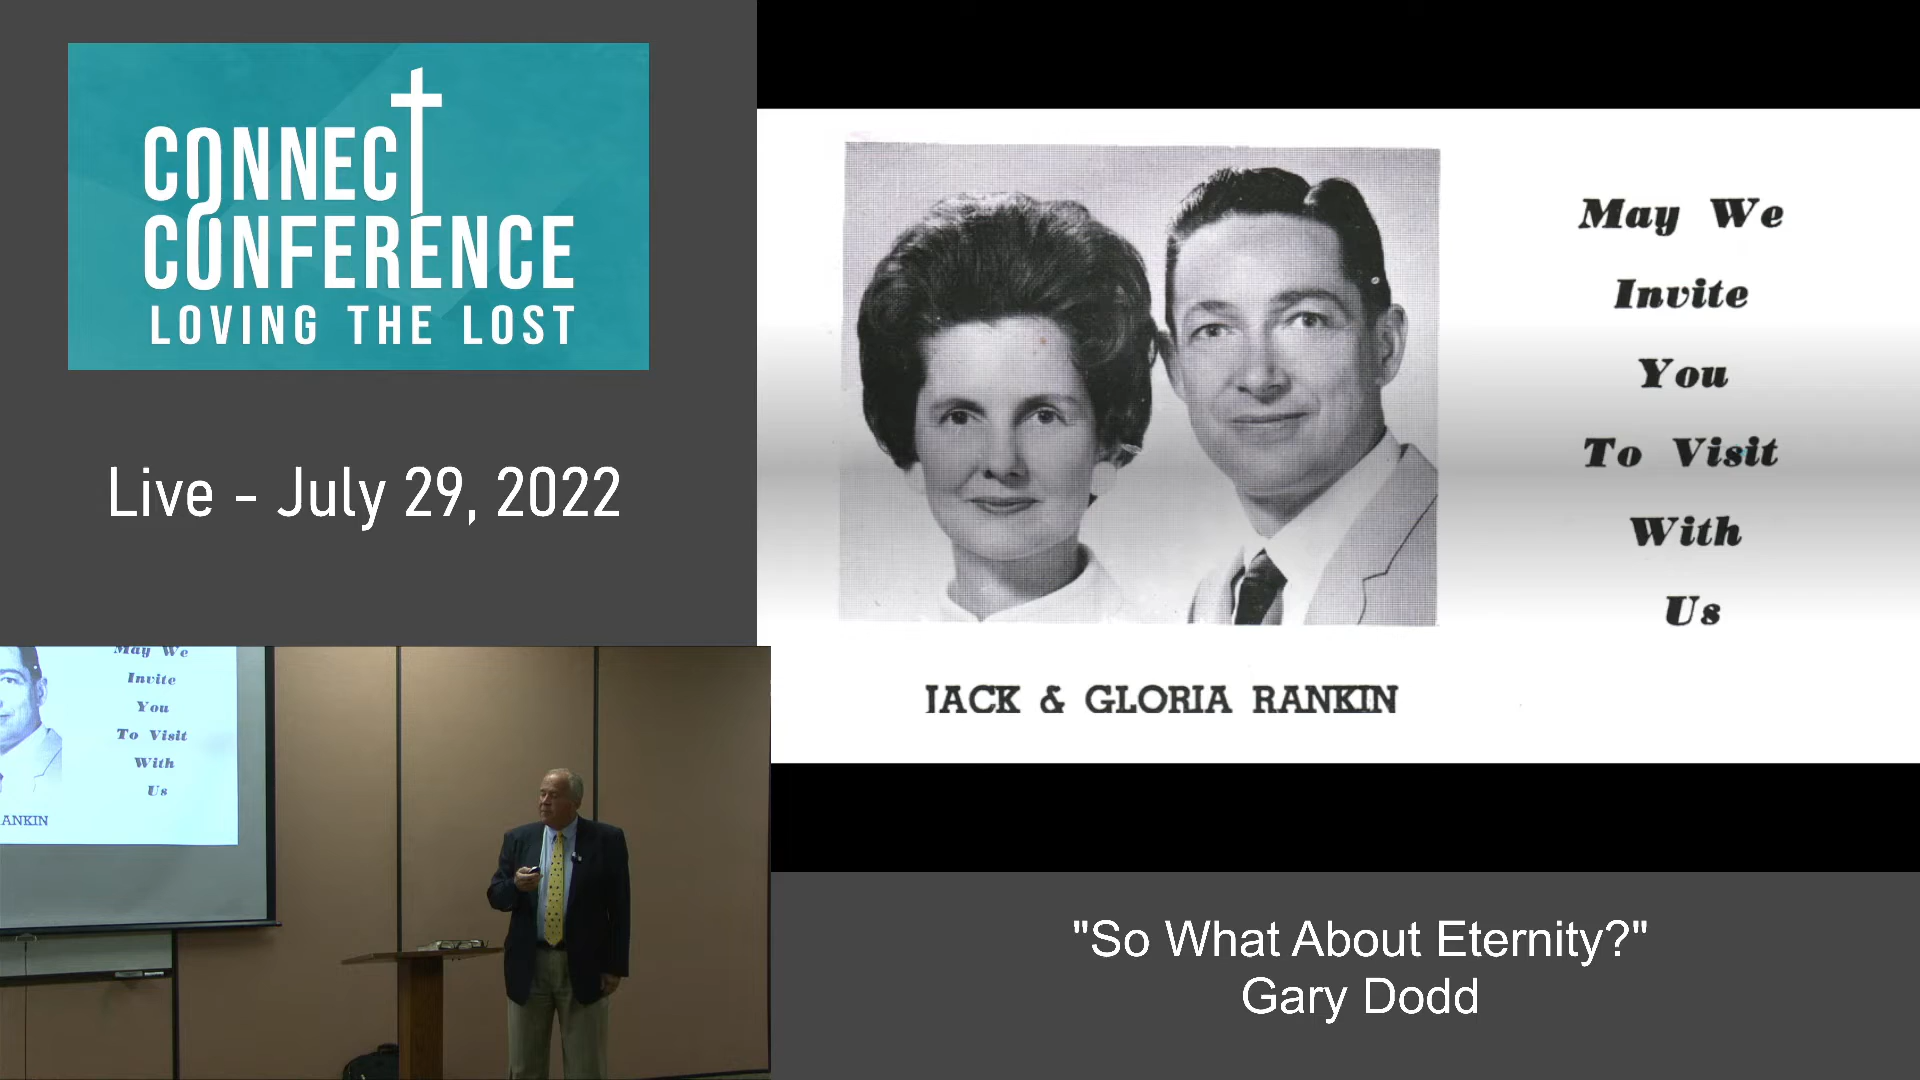 CONNECT
CONFERENCE
LOVING THE LOST
Live - July 29, 2022
May We
Invite
You
To Visit
With
Us
JACK & GLORIA RANKIN
May We
Invite
You
To Visit
With
Us
RANKIN
"So What About Eternity?"
Gary Dodd